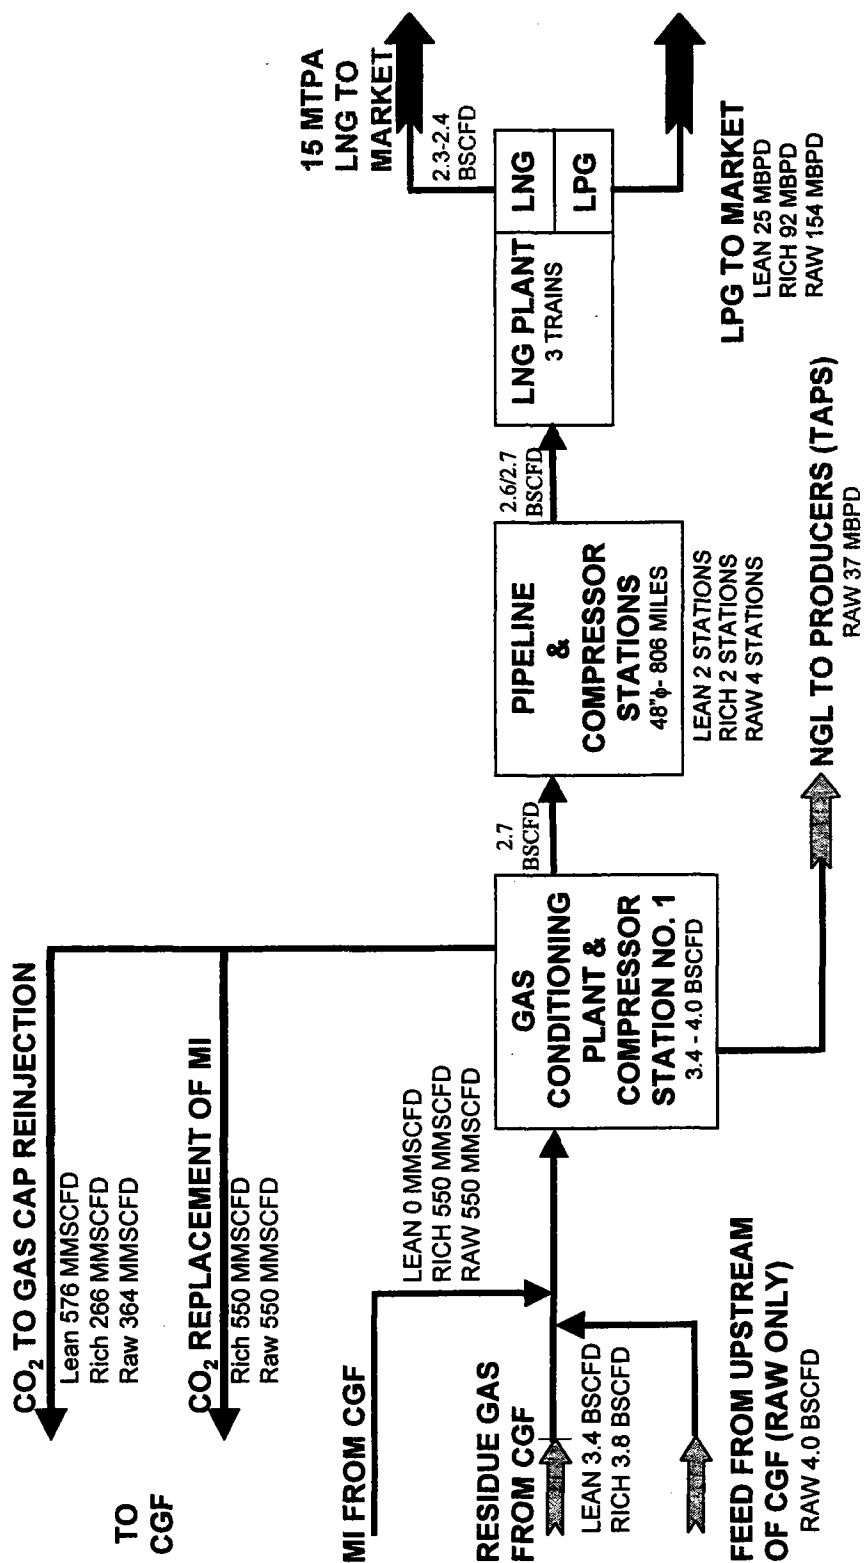 CO₂ TO GAS CAP REINJECTION
Lean 576 MMSCFD
Rich 266 MMSCFD
Raw 364 MMSCFD
CO₂ REPLACEMENT OF MI
Rich 550 MMSCFD
Raw 550 MMSCFD
TO
CGF
MI FROM CGF
LEAN 0 MMSCFD
RICH 550 MMSCFD
RAW 550 MMSCFD
RESIDUE GAS
FROM CGF
LEAN 3.4 BSCFD
RICH 3.8 BSCFD
FEED FROM UPSTREAM
OF CGF (RAW ONLY)
RAW 4.0 BSCFD
GAS
CONDITIONING
PLANT &
COMPRESSOR
STATION NO. 1
3.4 - 4.0 BSCFD
2.7
BSCFD
NGL TO PRODUCERS (TAPS)
RAW 37 MBPD
PIPELINE
&
COMPRESSOR
STATIONS
48"φ- 806 MILES
LEAN 2 STATIONS
RICH 2 STATIONS
RAW 4 STATIONS
2.6/2.7
BSCFD
LNG PLANT
3 TRAINS
LNG
LPG
2.3-2.4
BSCFD
15 MTPA
LNG TO
MARKET
LPG TO MARKET
LEAN 25 MBPD
RICH 92 MBPD
RAW 154 MBPD